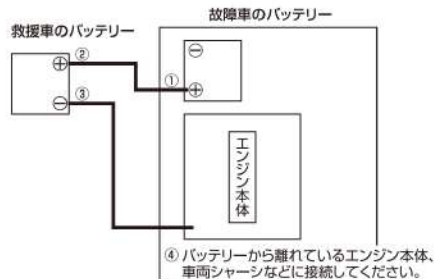 故障車のバッテリー
救援車のバッテリー
②
⊖
⊕
①
⊕
③
⊖
エンジン本体
④ バッテリーから離れているエンジン本体、
車両シャーシなどに接続してください。